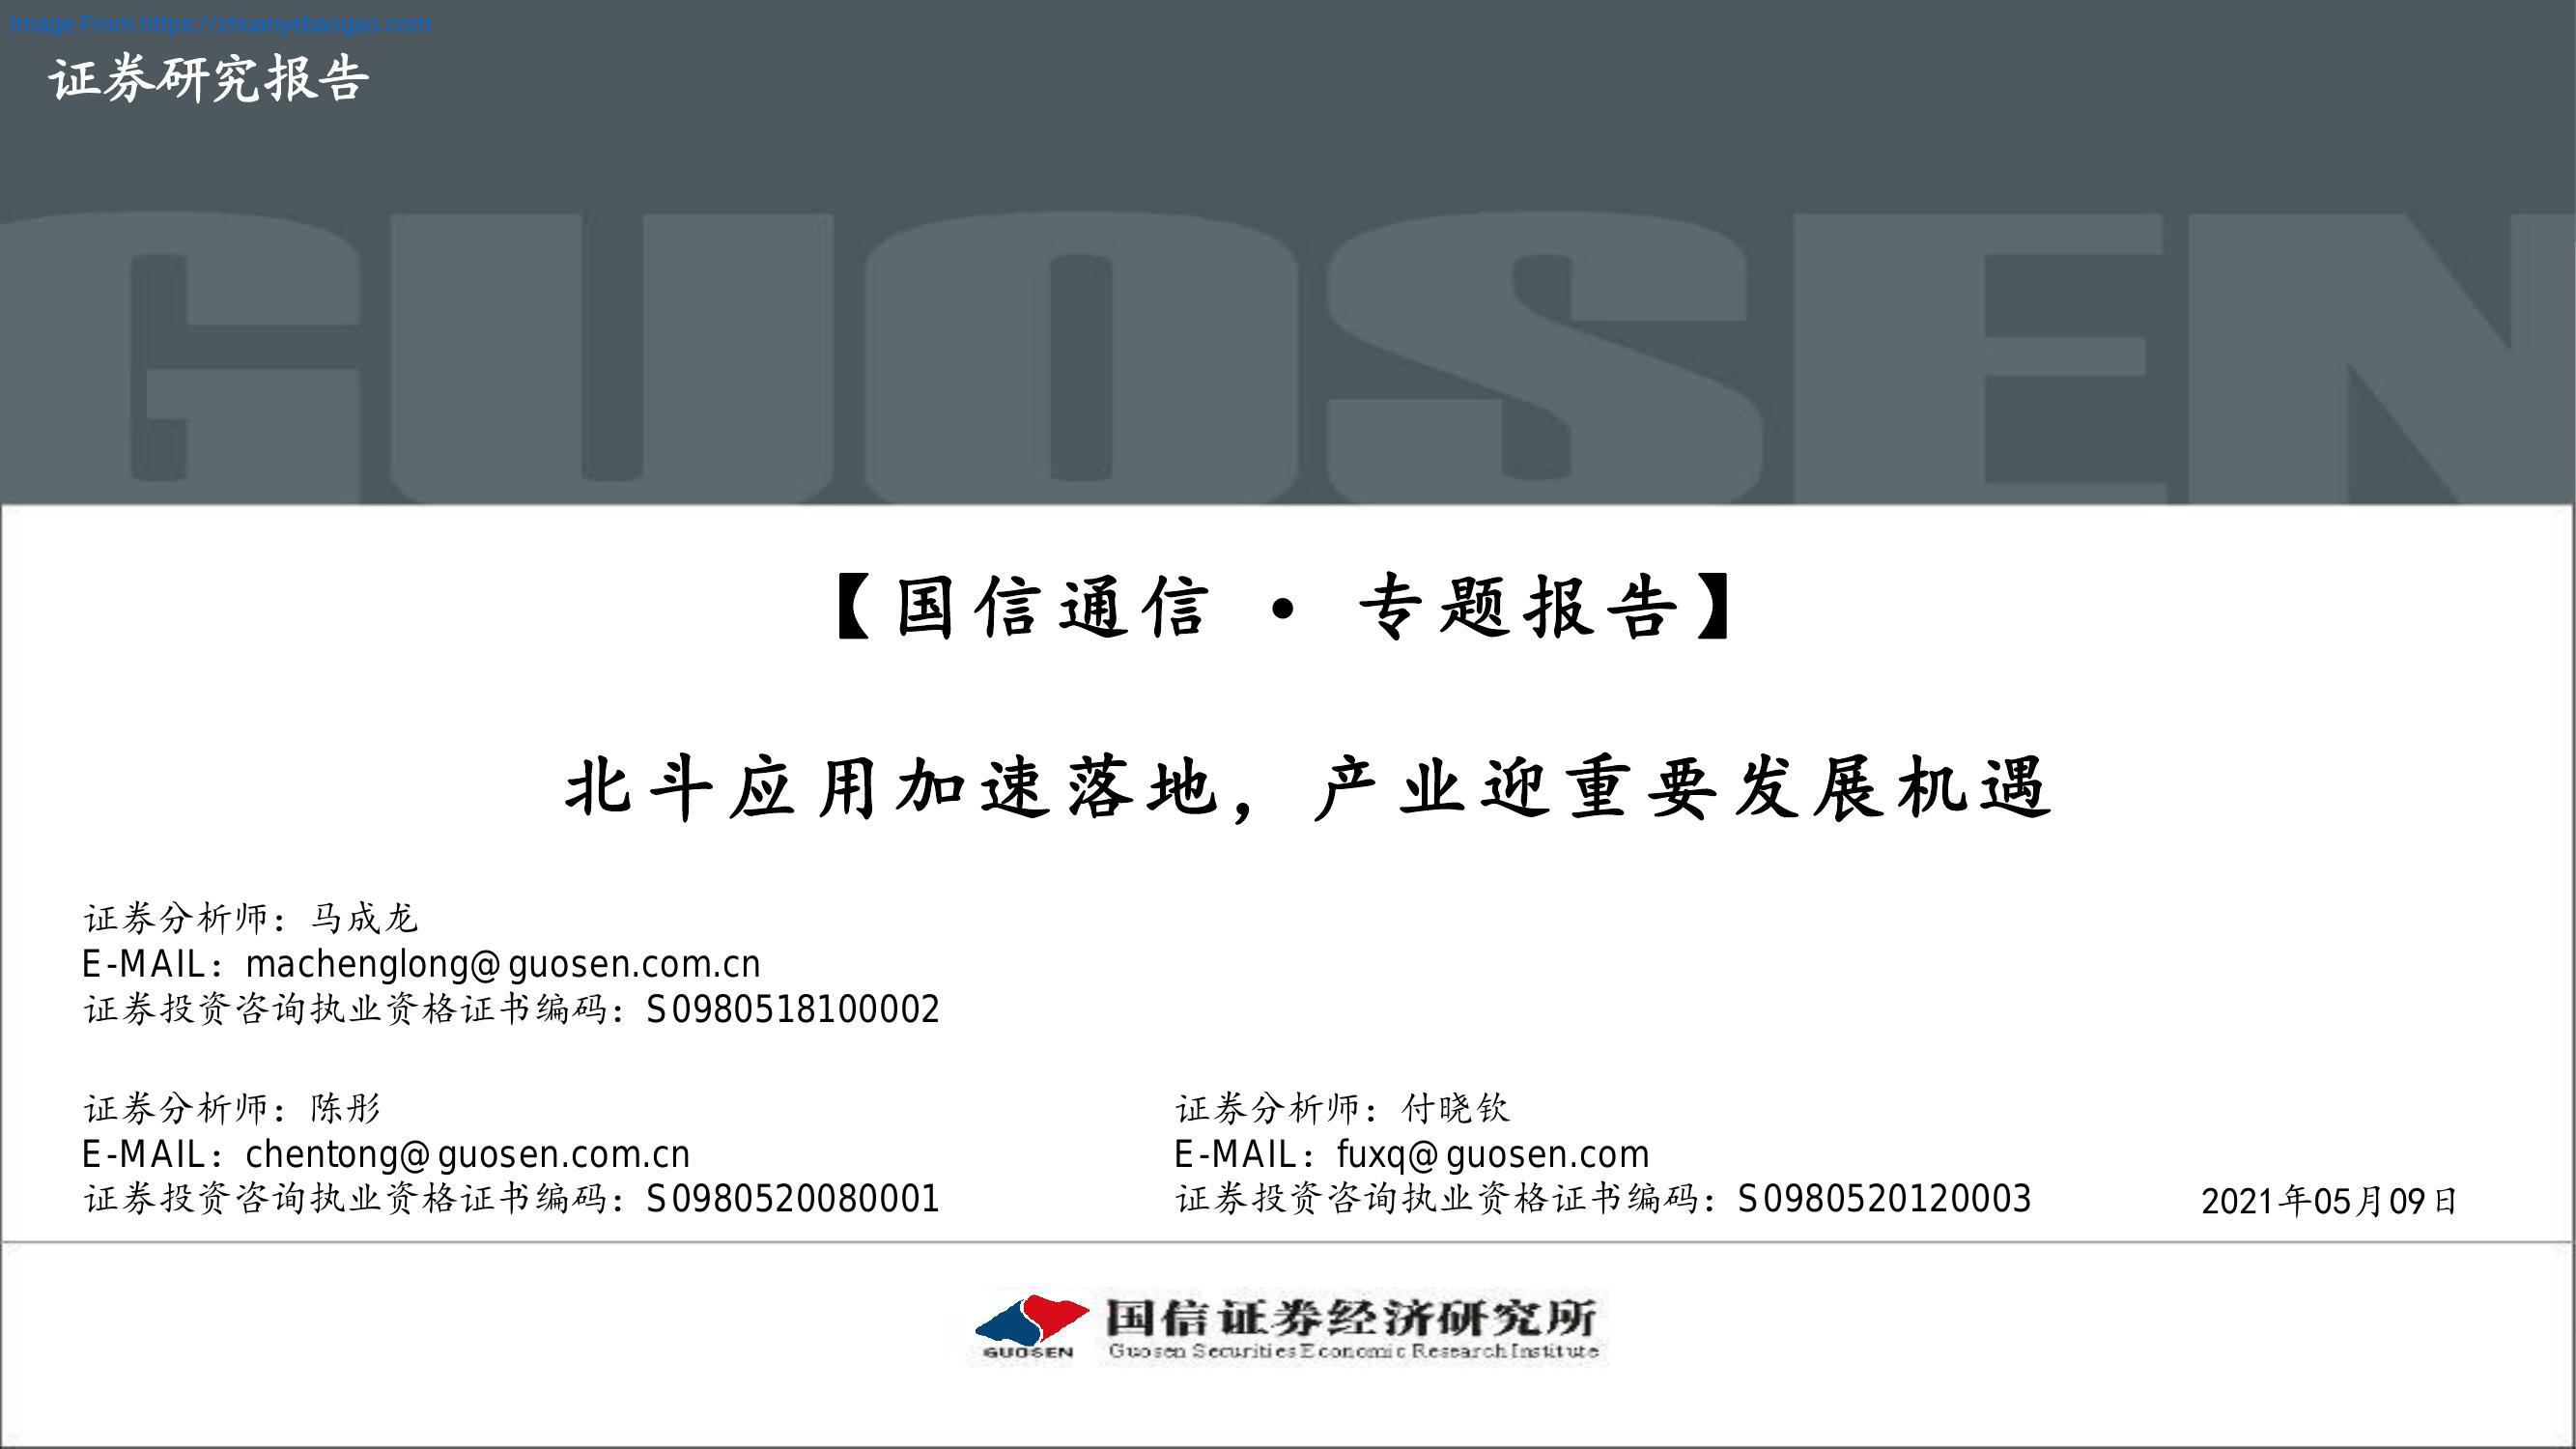 Image From https://zhuanyebaogao.com
证券研究报告
GUOSEN
【国信通信 • 专题报告】
北斗应用加速落地，产业迎重要发展机遇
证券分析师：马成龙
E-MAIL：machenglong@guosen.com.cn
证券投资咨询执业资格证书编码：S0980518100002
证券分析师：陈彤
E-MAIL：chentong@guosen.com.cn
证券投资咨询执业资格证书编码：S0980520080001
证券分析师：付晓钦
E-MAIL：fuxq@guosen.com
证券投资咨询执业资格证书编码：S0980520120003
2021年05月09日
GUOSEN
国信证券经济研究所
Guosen Securities Economic Research Institute